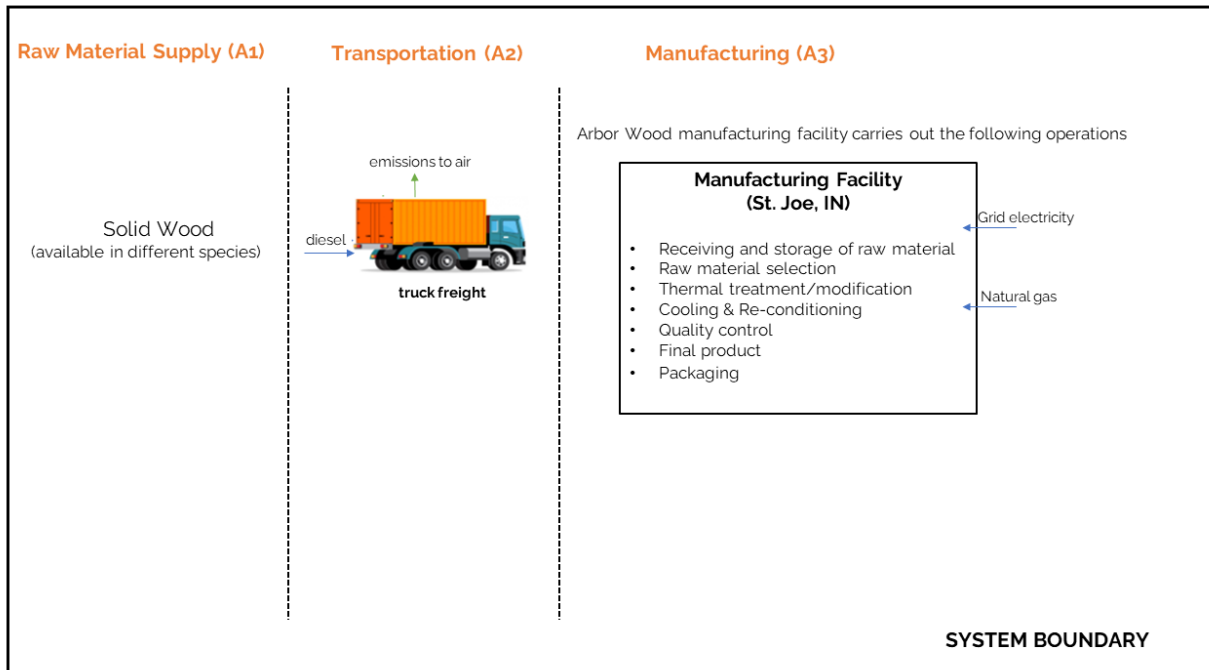 Raw Material Supply (A1)
Transportation (A2)
Manufacturing (A3)
Solid Wood
(available in different species)
emissions to air
diesel
truck freight
Arbor Wood manufacturing facility carries out the following operations
Manufacturing Facility
(St. Joe, IN)
• Receiving and storage of raw material
• Raw material selection
• Thermal treatment/modification
• Cooling & Re-conditioning
• Quality control
• Final product
• Packaging
Grid electricity
Natural gas
SYSTEM BOUNDARY